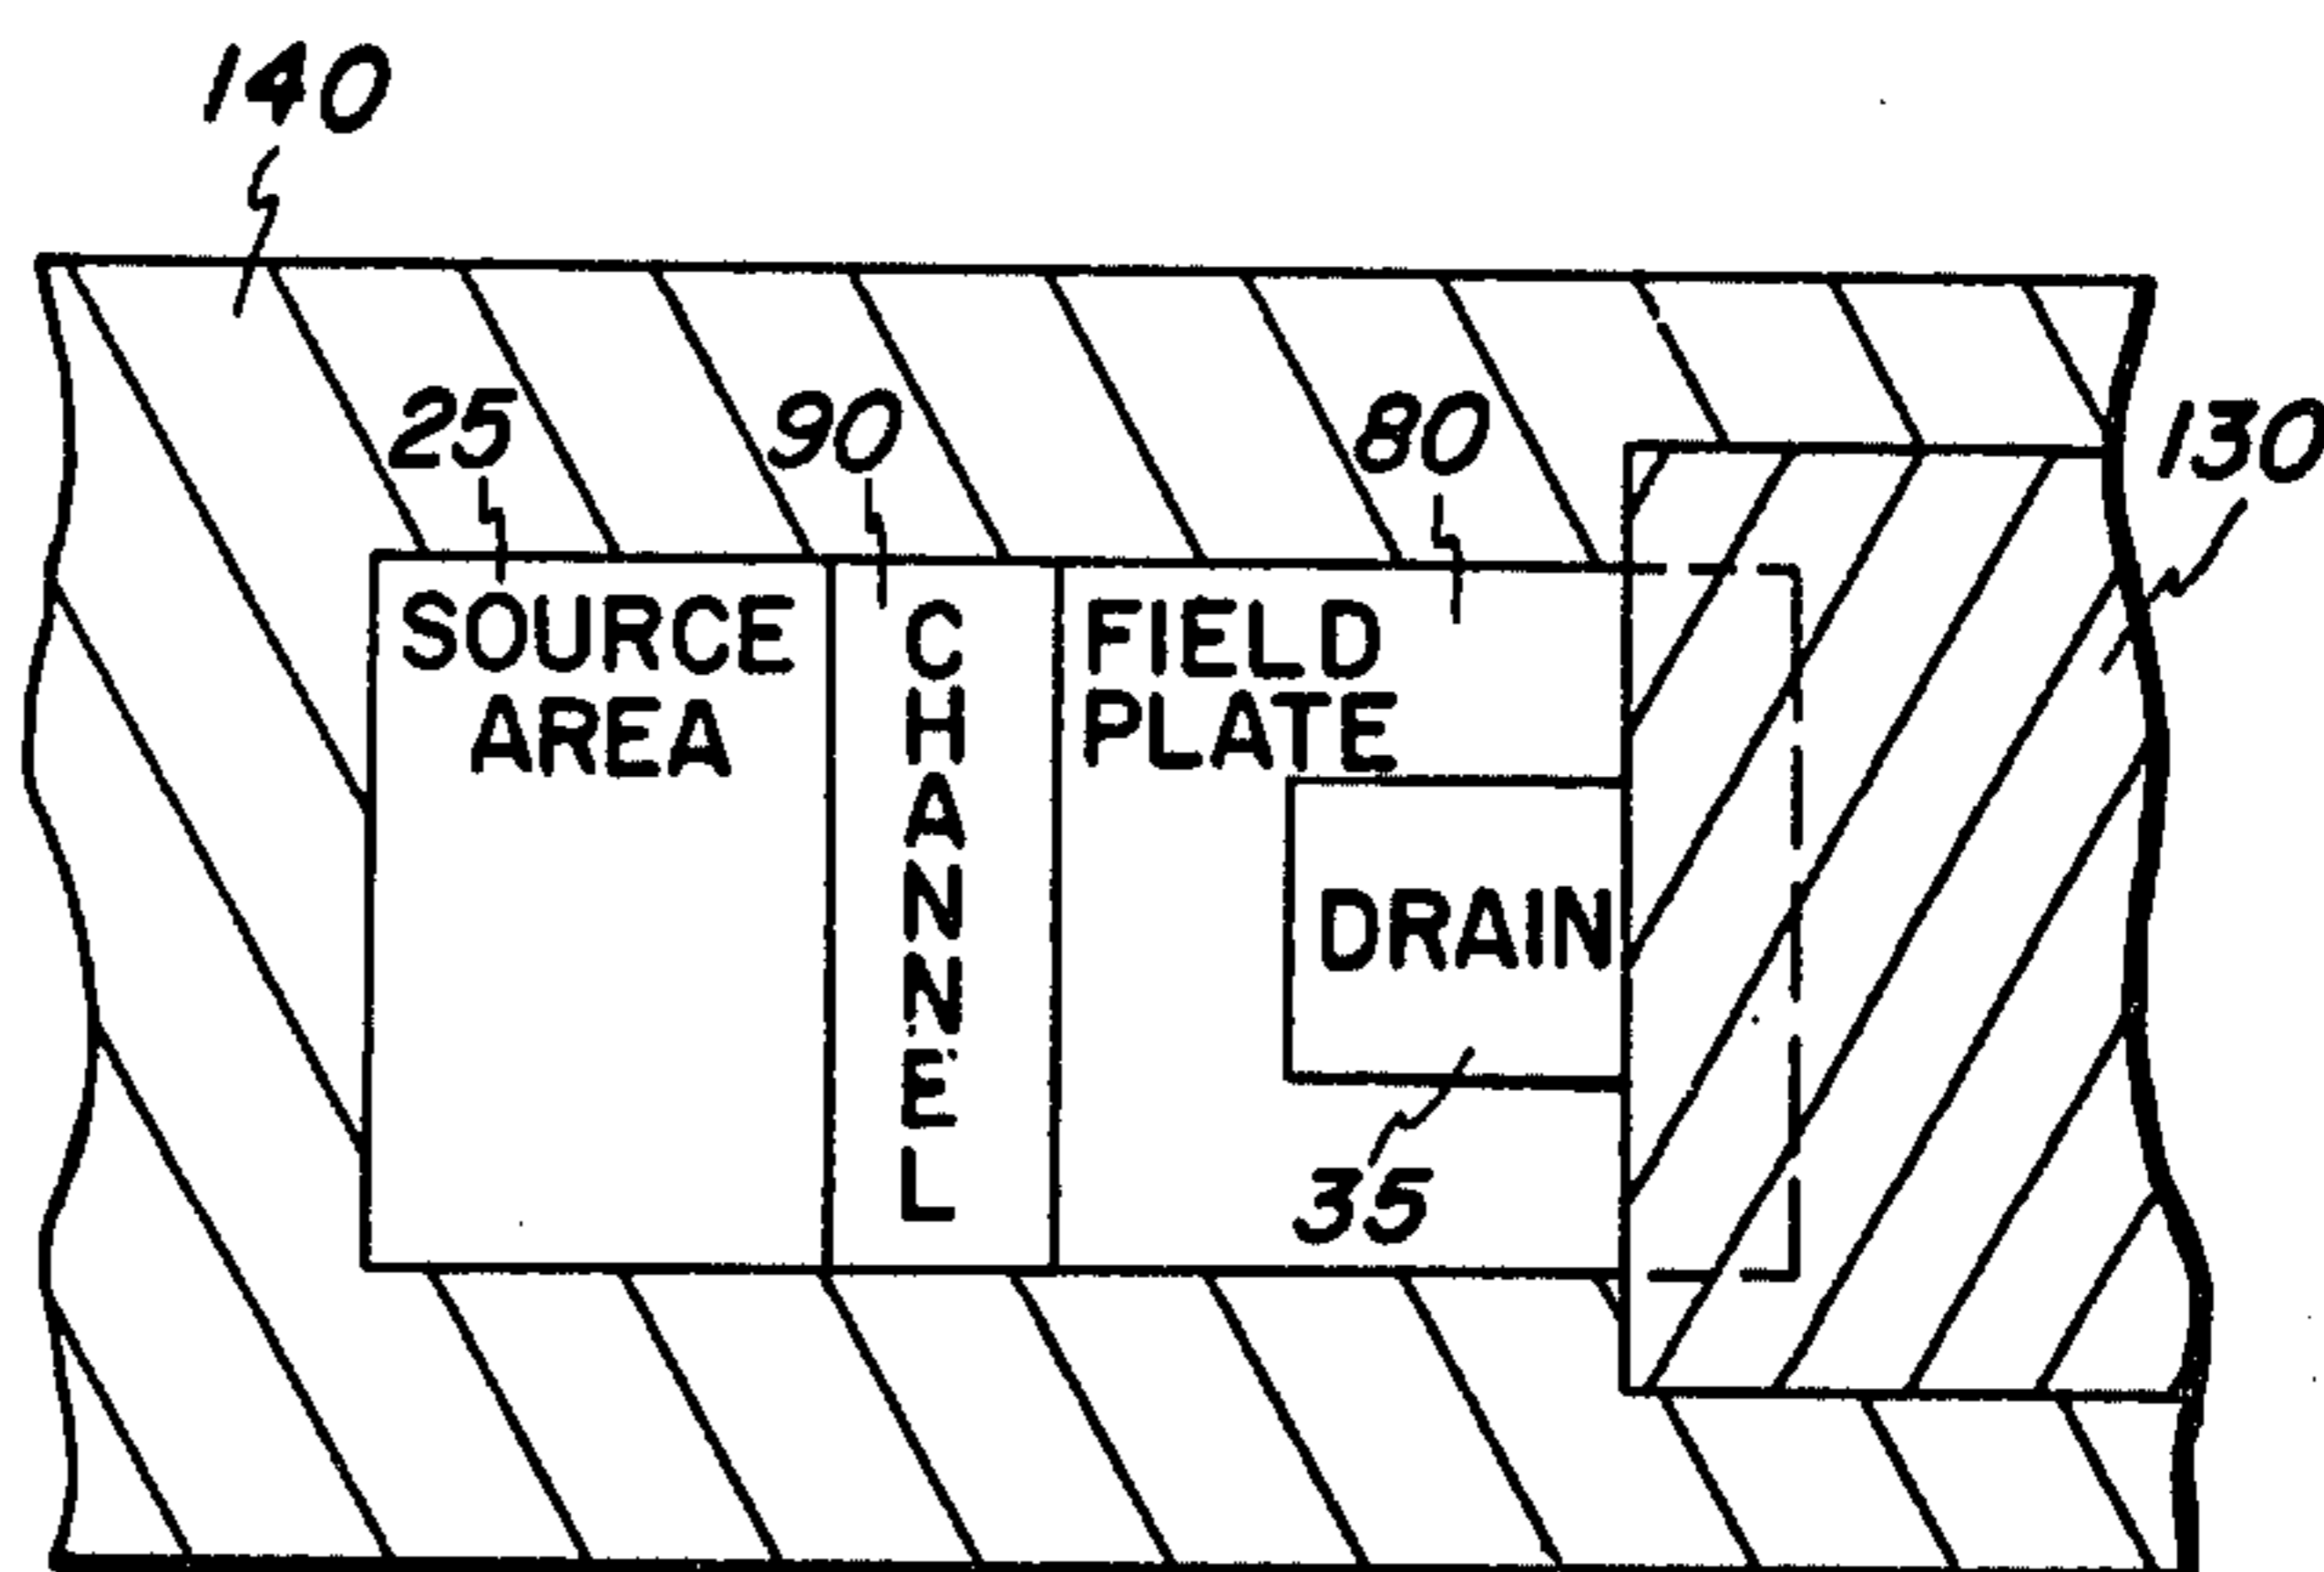 140
25
90
80
130
SOURCE
AREA
CHANNEL
FIELD
PLATE
DRAIN
35